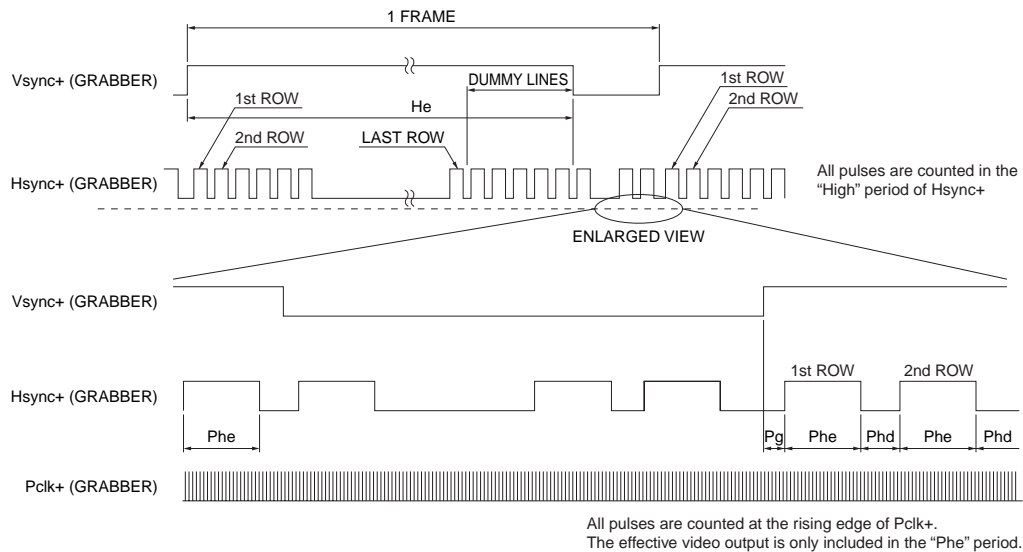 1 FRAME
Vsync+ (GRABBER)
DUMMY LINES
1st ROW
2nd ROW
He
1st ROW
2nd ROW
LAST ROW
Hsync+ (GRABBER)
All pulses are counted in the
“High” period of Hsync+
ENLARGED VIEW
Vsync+ (GRABBER)
1st ROW
2nd ROW
Hsync+ (GRABBER)
Phe
Pg
Phe
Phd
Phe
Phd
Pclk+ (GRABBER)
All pulses are counted at the rising edge of Pclk+.
The effective video output is only included in the “Phe” period.